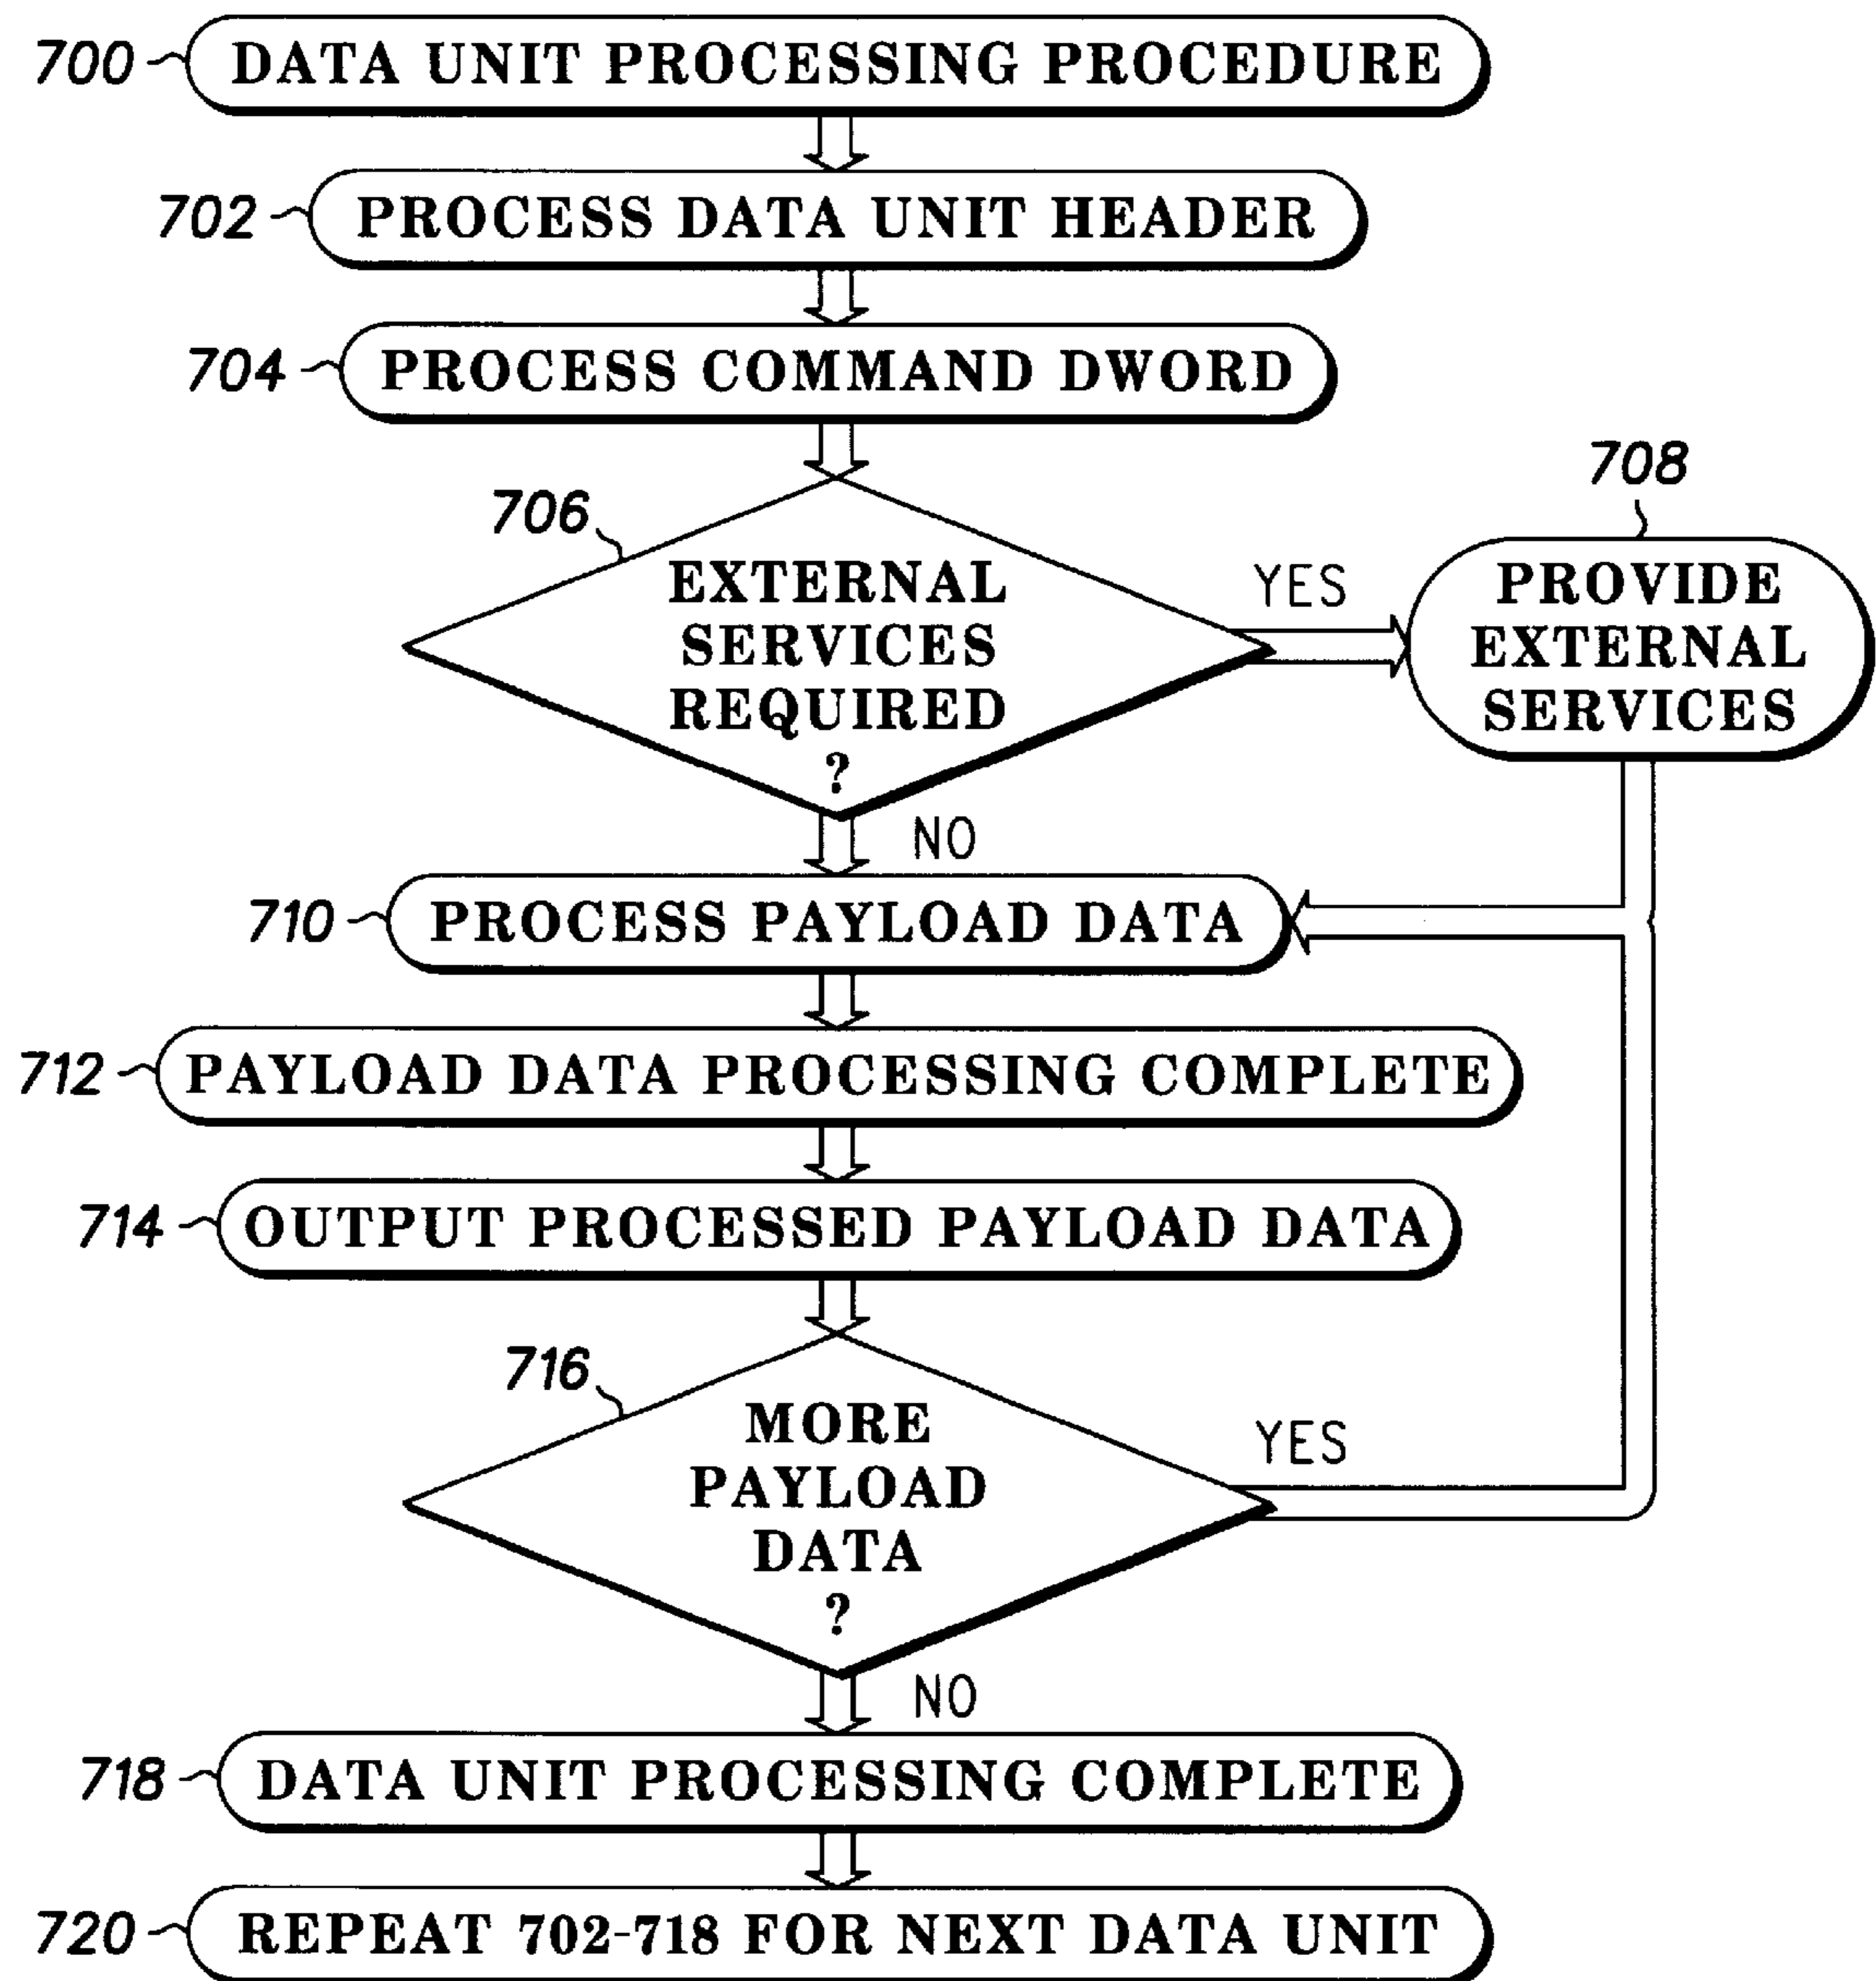 700
DATA UNIT PROCESSING PROCEDURE
702
PROCESS DATA UNIT HEADER
704
PROCESS COMMAND DWORD
706
EXTERNAL
SERVICES
REQUIRED
?
YES
708
PROVIDE
EXTERNAL
SERVICES
NO
710
PROCESS PAYLOAD DATA
712
PAYLOAD DATA PROCESSING COMPLETE
714
OUTPUT PROCESSED PAYLOAD DATA
716
MORE
PAYLOAD
DATA
?
YES
NO
718
DATA UNIT PROCESSING COMPLETE
720
REPEAT 702-718 FOR NEXT DATA UNIT